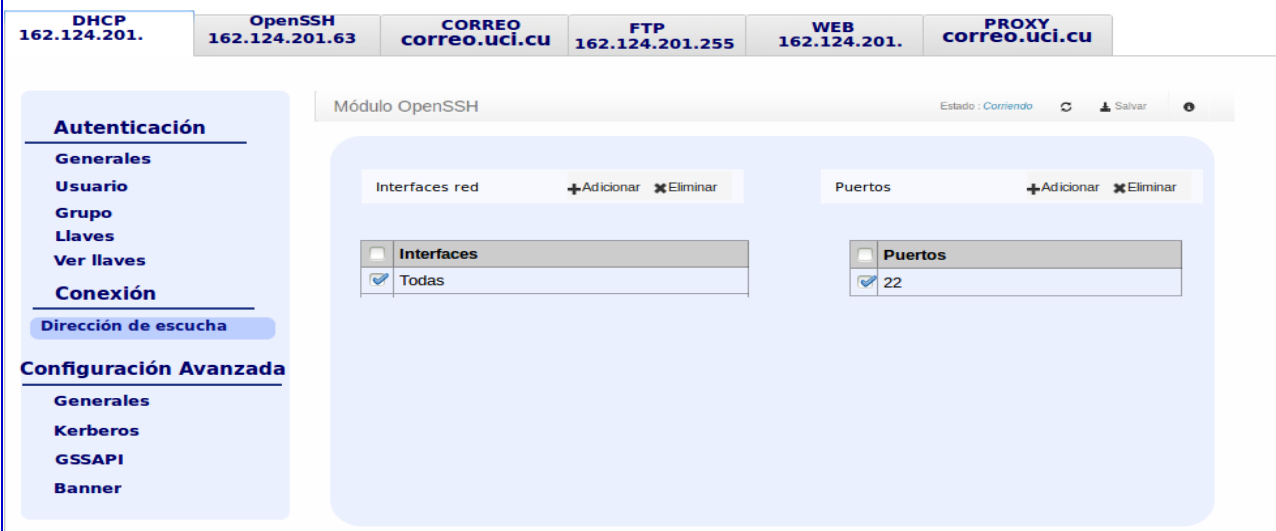 DHCP
162.124.201.
OpenSSH
162.124.201.63
CORREO
correo.uci.cu
FTP
162.124.201.255
WEB
162.124.201.
PROXY
correo.uci.cu
Autenticación
Generales
Usuario
Grupo
Llaves
Ver llaves
Conexión
Dirección de escucha
Configuración Avanzada
Generales
Kerberos
GSSAPI
Banner
Módulo OpenSSH
Estado : Corriendo
Salvar
Interfaces red
Adicionar
Eliminar
Interfaces
Todas
Puertos
Adicionar
Eliminar
Puertos
22